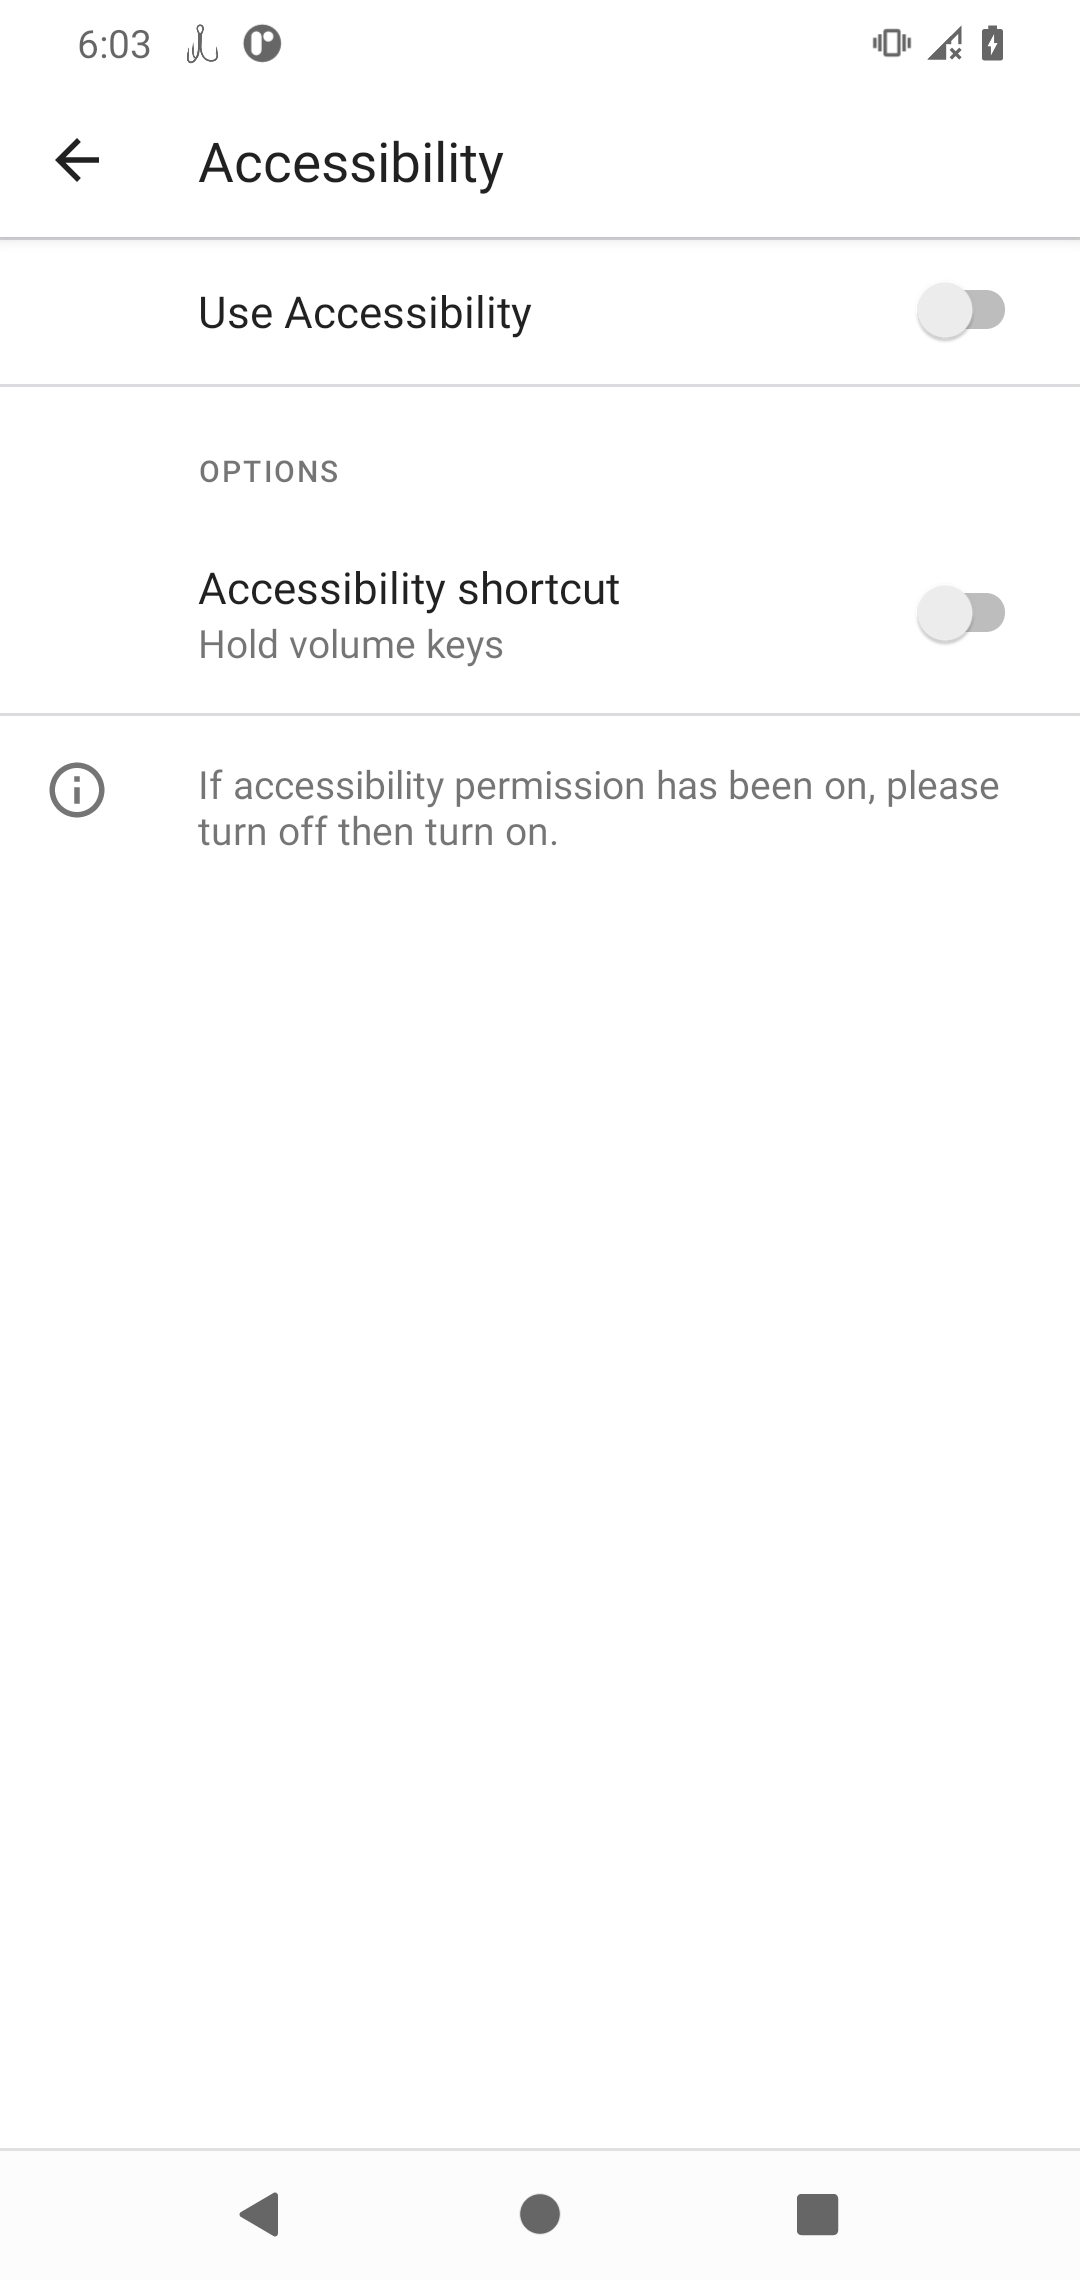 6:03
Accessibility
Use Accessibility
OPTIONS
Accessibility shortcut
Hold volume keys
If accessibility permission has been on, please
turn off then turn on.